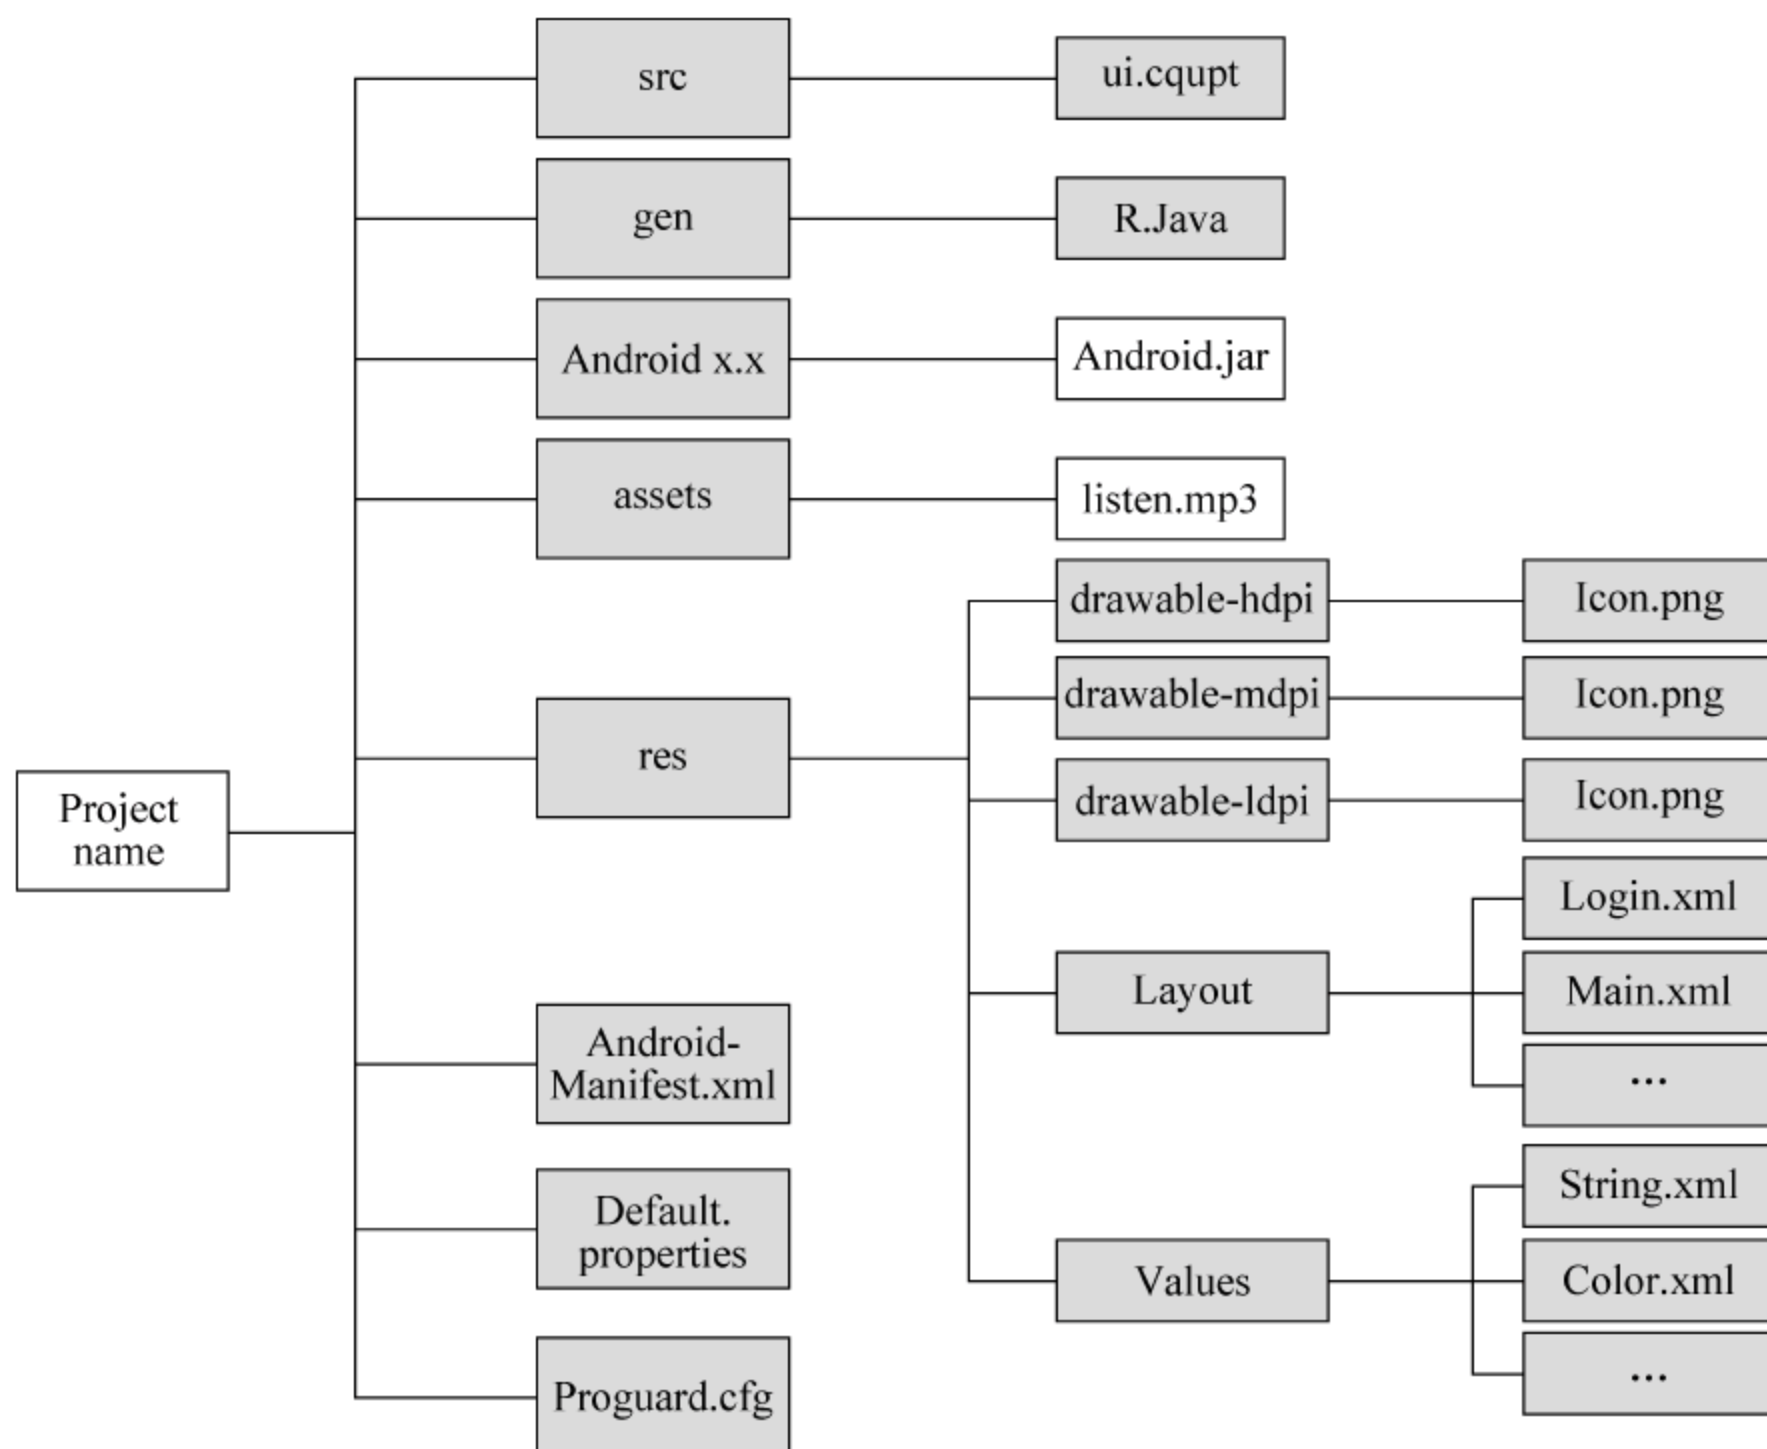 src
ui.cqupt
gen
R.Java
Android x.x
Android.jar
assets
listen.mp3
drawable-hdpi
Icon.png
drawable-mdpi
Icon.png
res
drawable-ldpi
Icon.png
Project
name
Login.xml
Layout
Main.xml
...
Android-
Manifest.xml
String.xml
Default.
properties
Values
Color.xml
...
Proguard.cfg